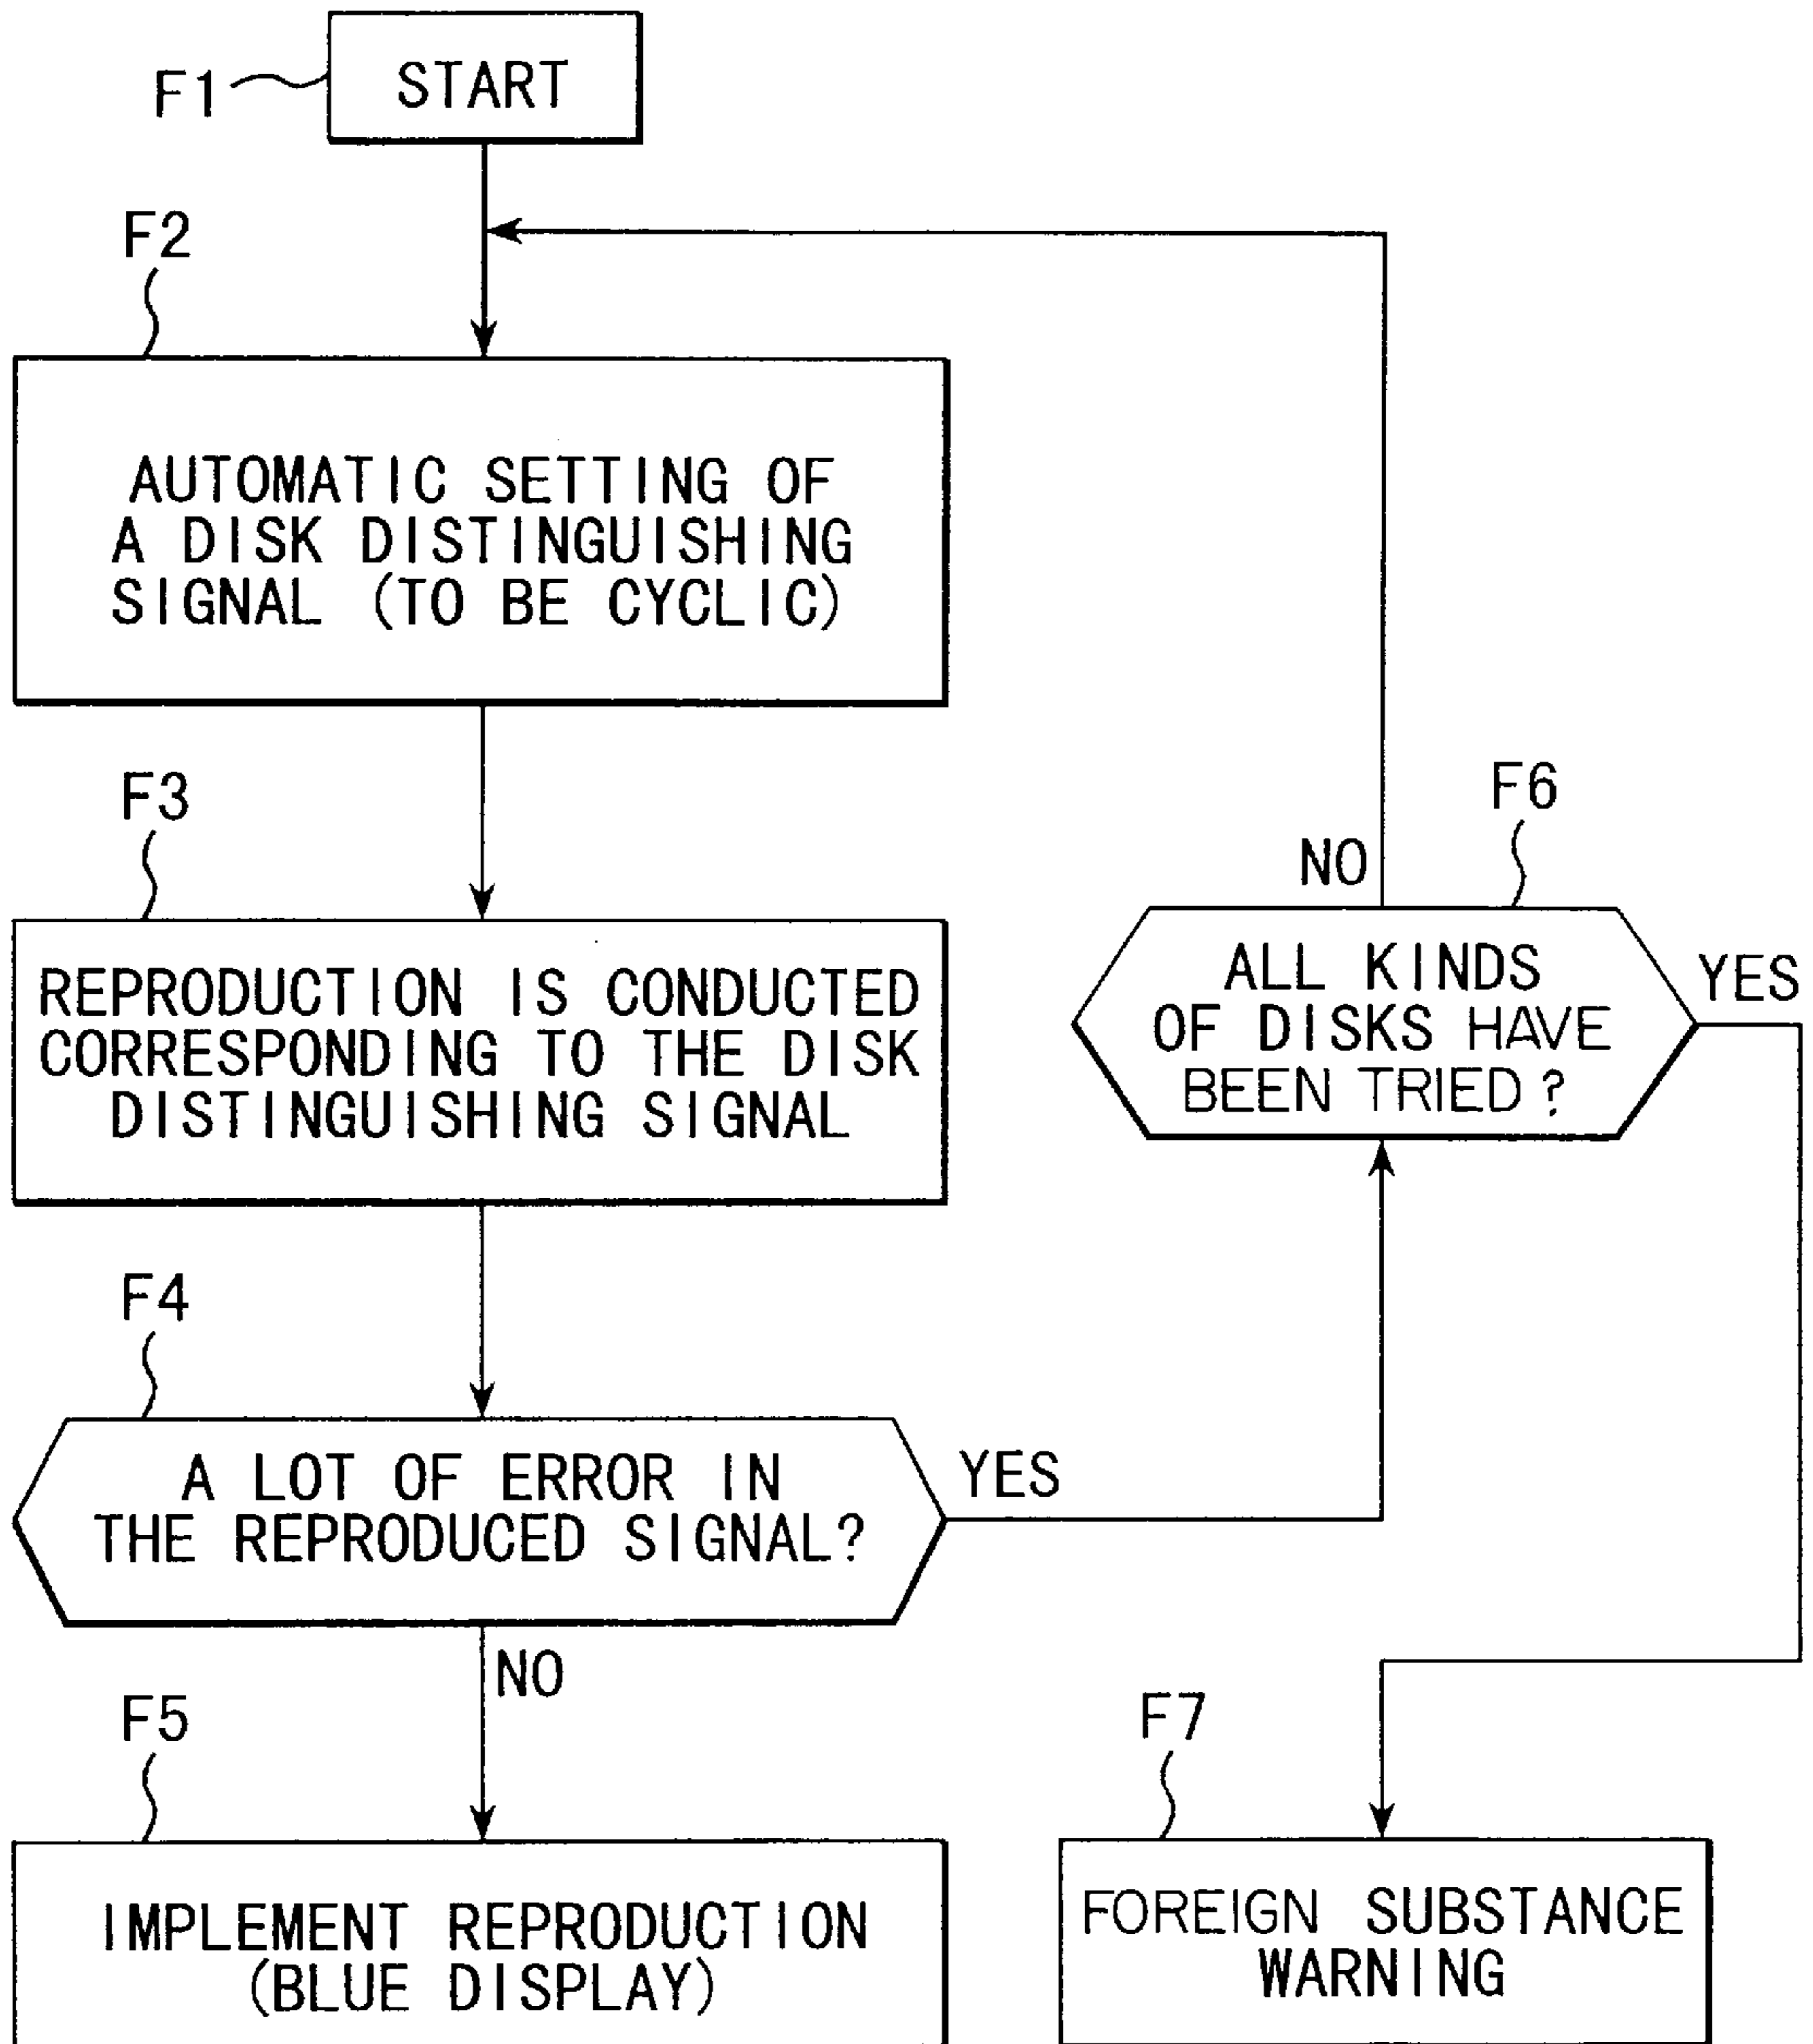 F1
START
F2
AUTOMATIC SETTING OF
A DISK DISTINGUISHING
SIGNAL (TO BE CYCLIC)
F3
REPRODUCTION IS CONDUCTED
CORRESPONDING TO THE DISK
DISTINGUISHING SIGNAL
F6
NO
ALL KINDS
OF DISKS HAVE
BEEN TRIED?
YES
F4
A LOT OF ERROR IN
THE REPRODUCED SIGNAL?
YES
NO
F5
IMPLEMENT REPRODUCTION
(BLUE DISPLAY)
F7
FOREIGN SUBSTANCE
WARNING